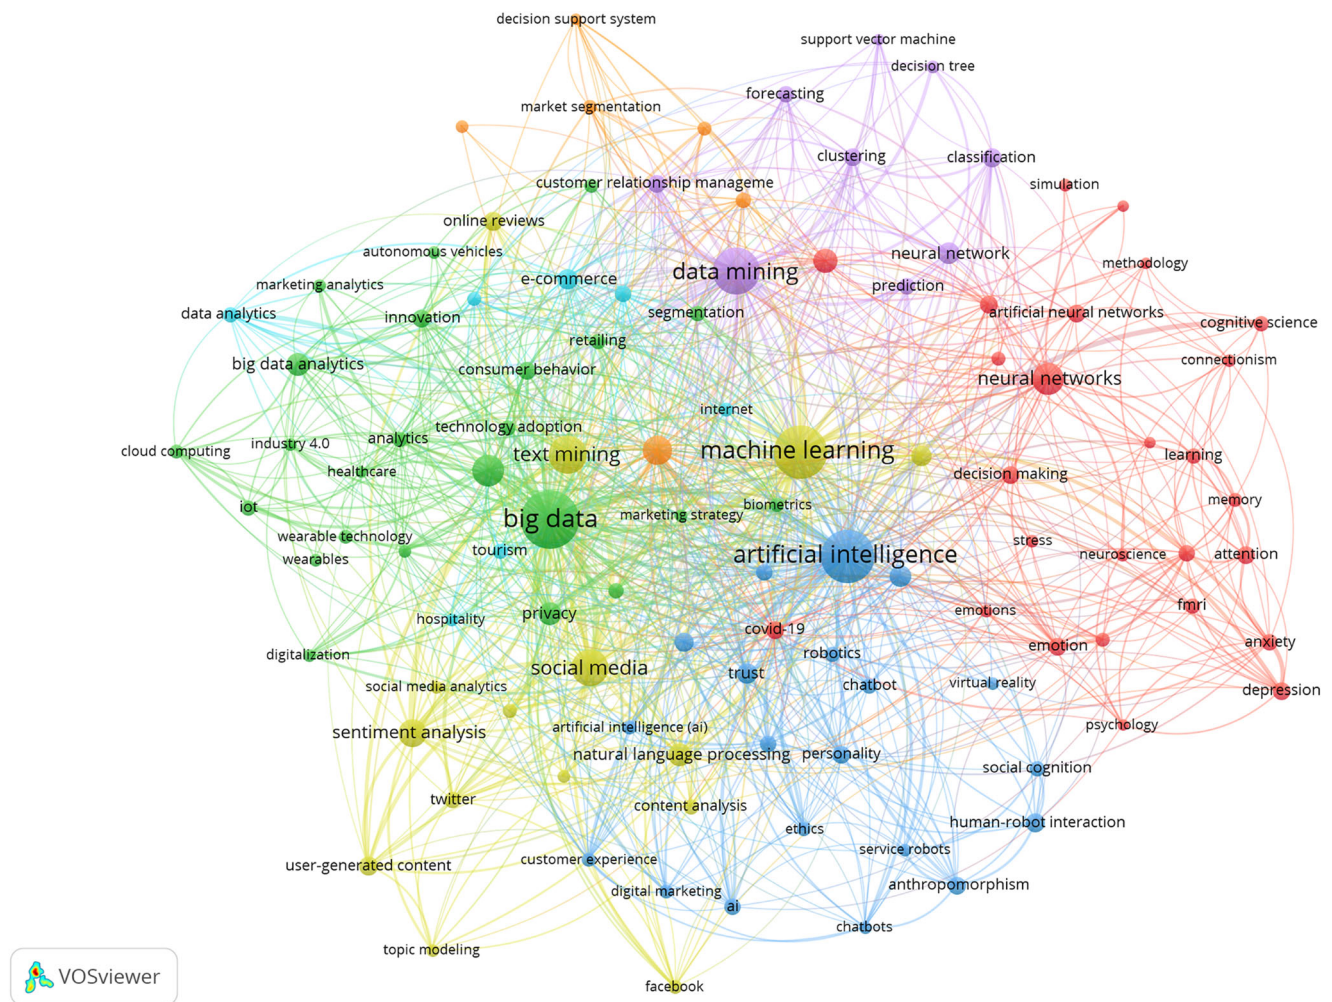 decision support system
support vector machine
decision tree
forecasting
market segmentation
clustering
classification
customer relationship manageme
simulation
online reviews
autonomous vehicles
neural network
methodology
data mining
e-commerce
marketing analytics
prediction
data analytics
innovation
segmentation
artificial neural networks
cognitive science
retailing
connectionism
big data analytics
consumer behavior
neural networks
internet
technology adoption
analytics
industry 4.0
cloud computing
text mining
machine learning
learning
healthcare
decision making
memory
iot
biometrics
marketing strategy
big data
wearable technology
stress
tourism
wearables
artificial intelligence
neuroscience
attention
fmri
emotions
privacy
hospitality
covid-19
anxiety
emotion
digitalization
robotics
social media
trust
chatbot
virtual reality
social media analytics
depression
psychology
artificial intelligence (ai)
sentiment analysis
natural language processing
personality
social cognition
twitter
content analysis
human-robot interaction
ethics
service robots
customer experience
user-generated content
anthropomorphism
digital marketing
ai
chatbots
topic modeling
facebook
VOSviewer